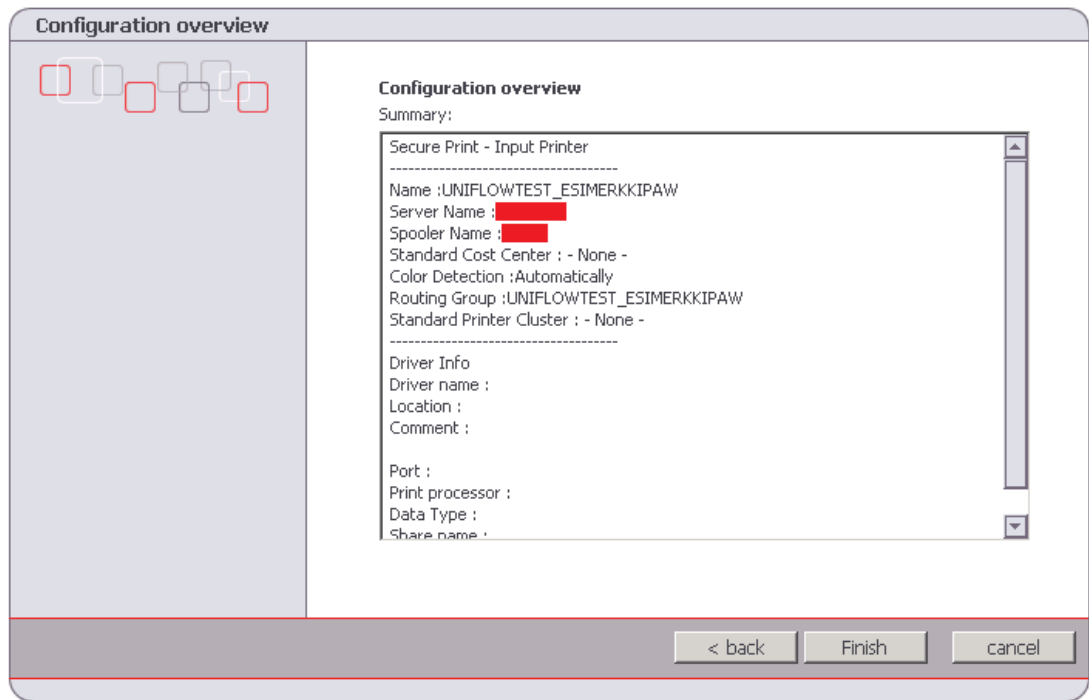 Configuration overview
Configuration overview
Summary:
Secure Print - Input Printer
--------------------------------------
Name :UNIFLOWTEST_ESIMERKKIPAW
Server Name :
Spooler Name :
Standard Cost Center : - None -
Color Detection :Automatically
Routing Group :UNIFLOWTEST_ESIMERKKIPAW
Standard Printer Cluster : - None -
--------------------------------------
Driver Info
Driver name :
Location :
Comment :
Port :
Print processor :
Data Type :
Share name :
< back
Finish
cancel